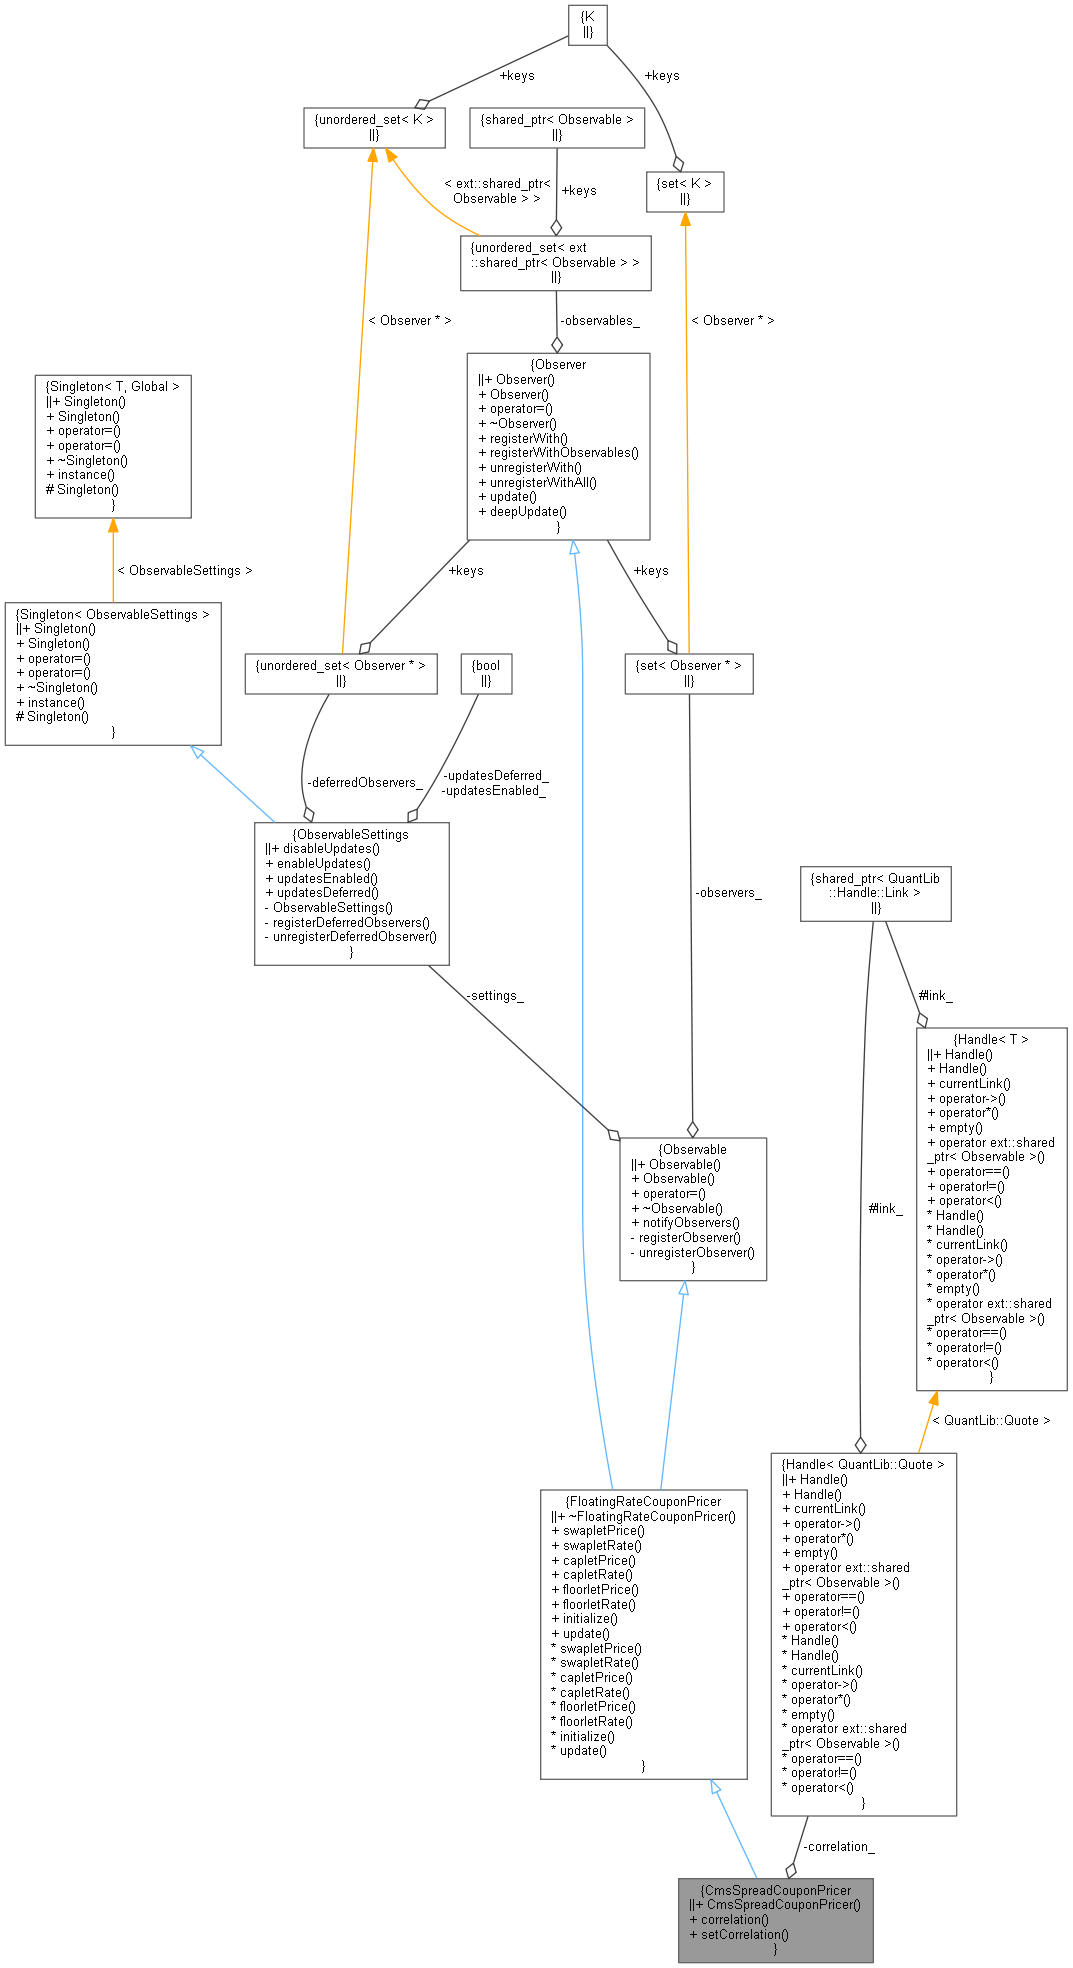 {K
||}
+keys
+keys
{unordered_set< K >
||}
{shared_ptr< Observable >
||}
{set< K >
||}
< ext::shared_ptr<
Observable > >
+keys
{unordered_set< ext
::shared_ptr< Observable > >
||}
< Observer * >
-observables_
< Observer * >
{Observer
||+ Observer()
+ Observer()
+ operator=()
+ ~Observer()
+ registerWith()
+ registerWithObservables()
+ unregisterWith()
+ unregisterWithAll()
+ update()
+ deepUpdate()
}
{Singleton< T, Global >
||+ Singleton()
+ Singleton()
+ operator=()
+ operator=()
+ ~Singleton()
+ instance()
# Singleton()
}
< ObservableSettings >
+keys
+keys
{Singleton< ObservableSettings >
||+ Singleton()
+ Singleton()
+ operator=()
+ operator=()
+ ~Singleton()
+ instance()
# Singleton()
}
{unordered_set< Observer * >
||}
{bool
||}
{set< Observer * >
||}
-deferredObservers_
-updatesDeferred_
-updatesEnabled_
{ObservableSettings
||+ disableUpdates()
+ enableUpdates()
+ updatesEnabled()
+ updatesDeferred()
- ObservableSettings()
- registerDeferredObservers()
- unregisterDeferredObserver()
}
-observers_
{shared_ptr< QuantLib
::Handle::Link >
||}
-settings_
#link_
{Handle< T >
||+ Handle()
+ Handle()
+ currentLink()
+ operator->()
+ operator*()
+ empty()
+ operator ext::shared
_ptr< Observable >()
+ operator==()
+ operator!=()
+ operator<()
* Handle()
* Handle()
* currentLink()
* operator->()
* operator*()
* empty()
* operator ext::shared
_ptr< Observable >()
* operator==()
* operator!=()
* operator<()
}
#link_
{Observable
||+ Observable()
+ Observable()
+ operator=()
+ ~Observable()
+ notifyObservers()
- registerObserver()
- unregisterObserver()
}
< QuantLib::Quote >
{Handle< QuantLib::Quote >
||+ Handle()
+ Handle()
+ currentLink()
+ operator->()
+ operator*()
+ empty()
+ operator ext::shared
_ptr< Observable >()
+ operator==()
+ operator!=()
+ operator<()
* Handle()
* Handle()
* currentLink()
* operator->()
* operator*()
* empty()
* operator ext::shared
_ptr< Observable >()
* operator==()
* operator!=()
* operator<()
}
{FloatingRateCouponPricer
||+ ~FloatingRateCouponPricer()
+ swapletPrice()
+ swapletRate()
+ capletPrice()
+ capletRate()
+ floorletPrice()
+ floorletRate()
+ initialize()
+ update()
* swapletPrice()
* swapletRate()
* capletPrice()
* capletRate()
* floorletPrice()
* floorletRate()
* initialize()
* update()
}
-correlation_
{CmsSpreadCouponPricer
||+ CmsSpreadCouponPricer()
+ correlation()
+ setCorrelation()
}